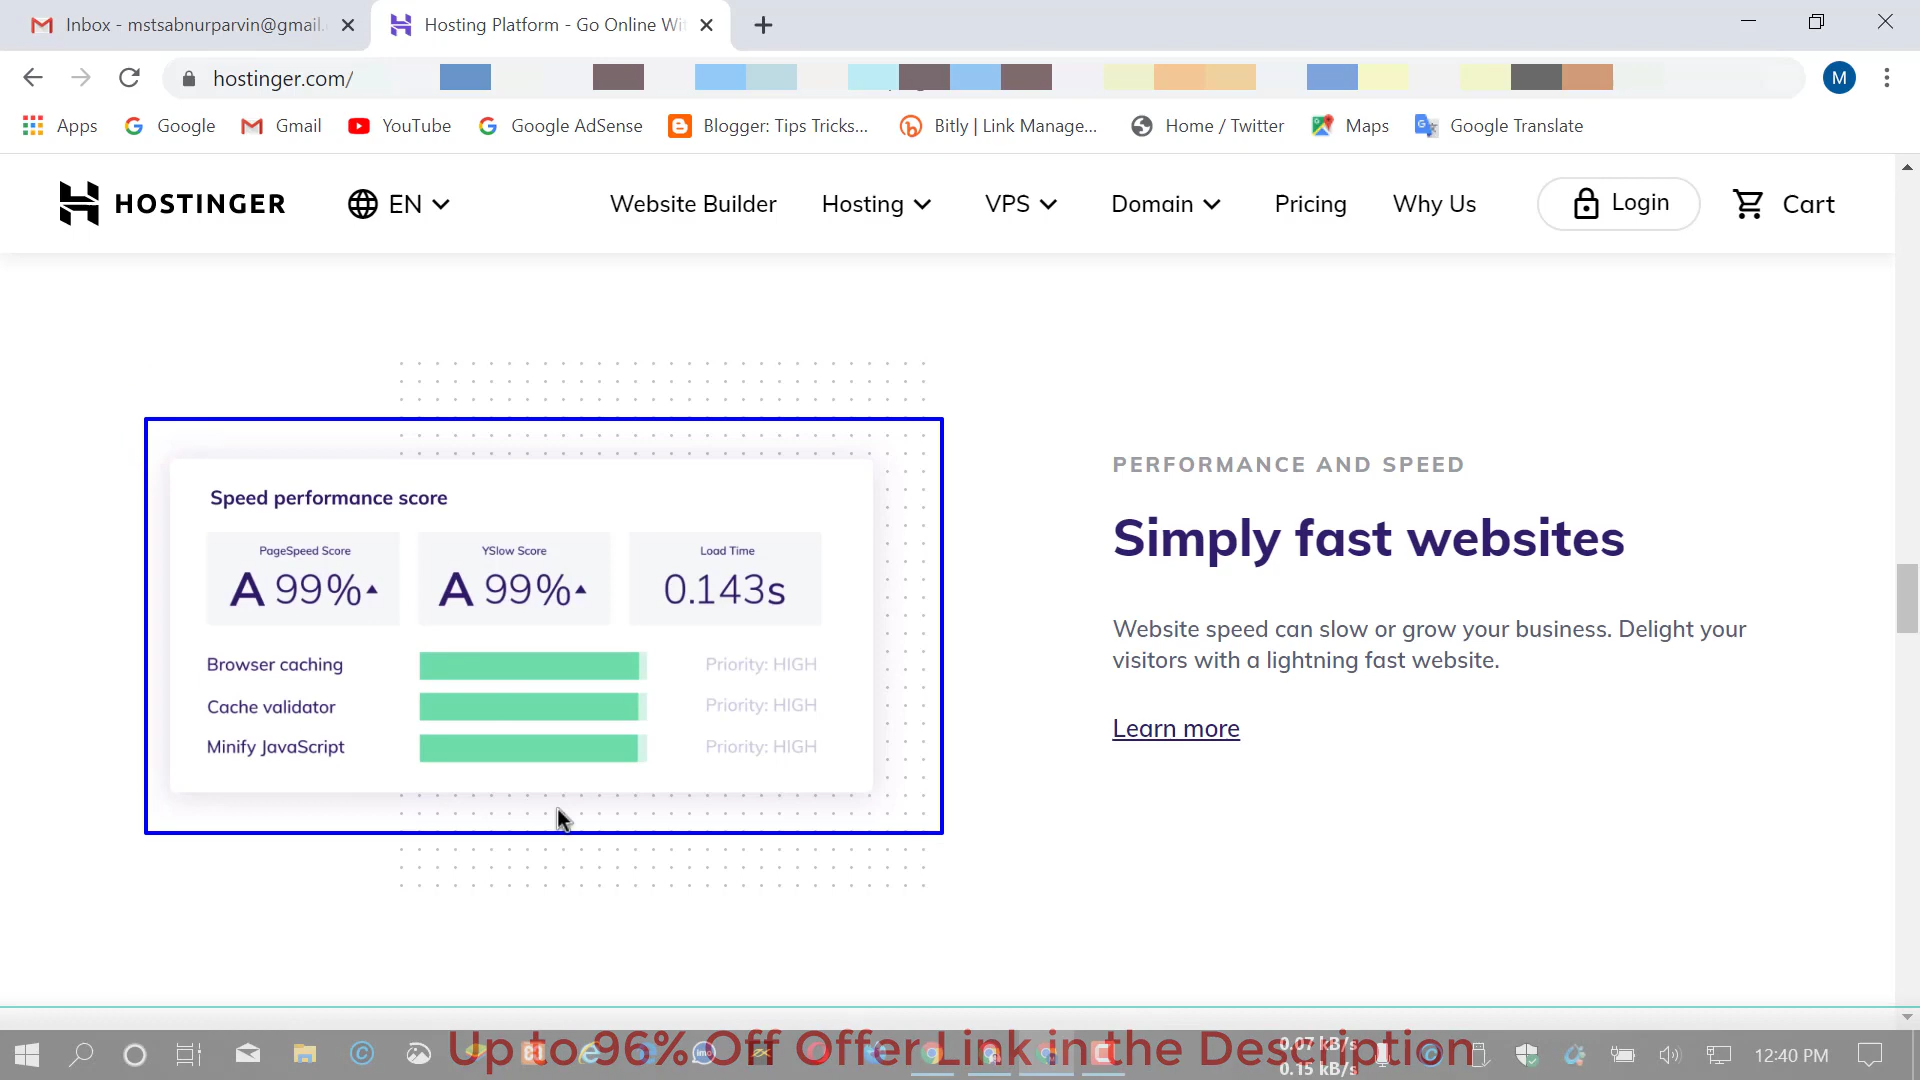 Inbox - mstsabnurparvin@gmail.
Hosting Platform - Go Online Wi
hostinger.com/
M
Apps
Google
Gmail
YouTube
Google AdSense
Blogger: Tips Tricks...
Bitly | Link Manage...
Home / Twitter
Maps
Google Translate
HOSTINGER
EN
Website Builder
Hosting
VPS
Domain
Pricing
Why Us
Login
Cart
Speed performance score
PageSpeed Score
A 99%
YSlow Score
A 99%
Load Time
0.143s
Browser caching
Priority: HIGH
Cache validator
Priority: HIGH
Minify JavaScript
Priority: HIGH
PERFORMANCE AND SPEED
Simply fast websites
Website speed can slow or grow your business. Delight your
visitors with a lightning fast website.
Learn more
Up to 96% Off Offer Link in the Description
0.07 kB/s
0.15 kB/s
12:40 PM